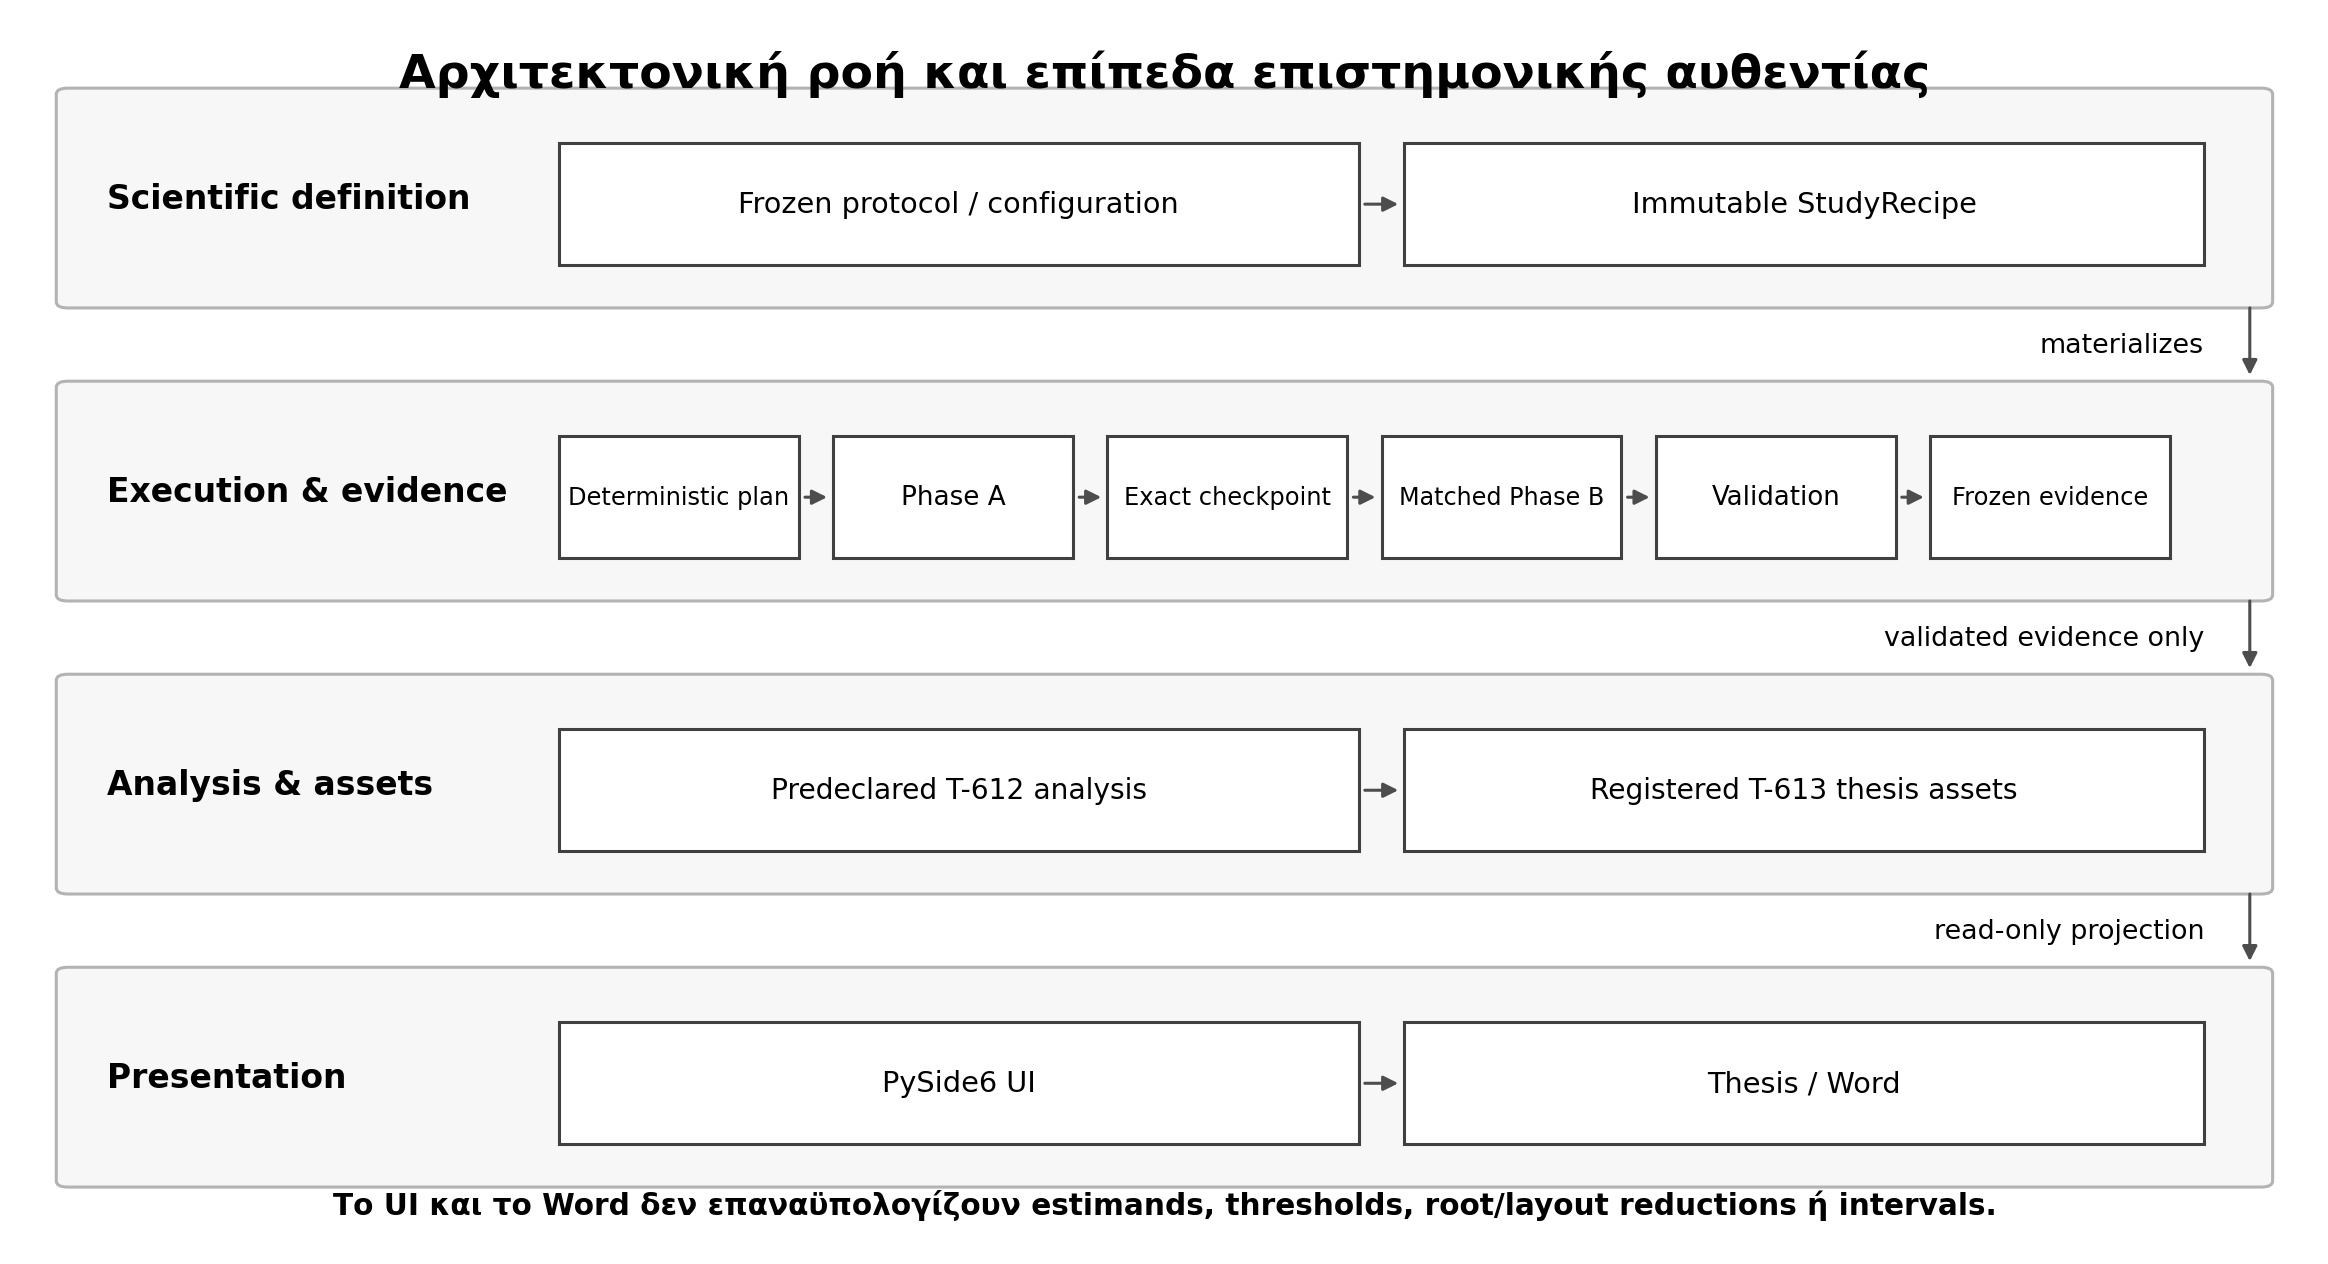 Αρχιτεκτονική ροή και επίπεδα επιστημονικής αυθεντίας
Scientific definition
Frozen protocol / configuration
Immutable StudyRecipe
materializes
Execution & evidence
Deterministic plan
Phase A
Exact checkpoint
Matched Phase B
Validation
Frozen evidence
validated evidence only
Analysis & assets
Predeclared T-612 analysis
Registered T-613 thesis assets
read-only projection
Presentation
PySide6 UI
Thesis / Word
Το UI και το Word δεν επαναϋπολογίζουν estimands, thresholds, root/layout reductions ή intervals.